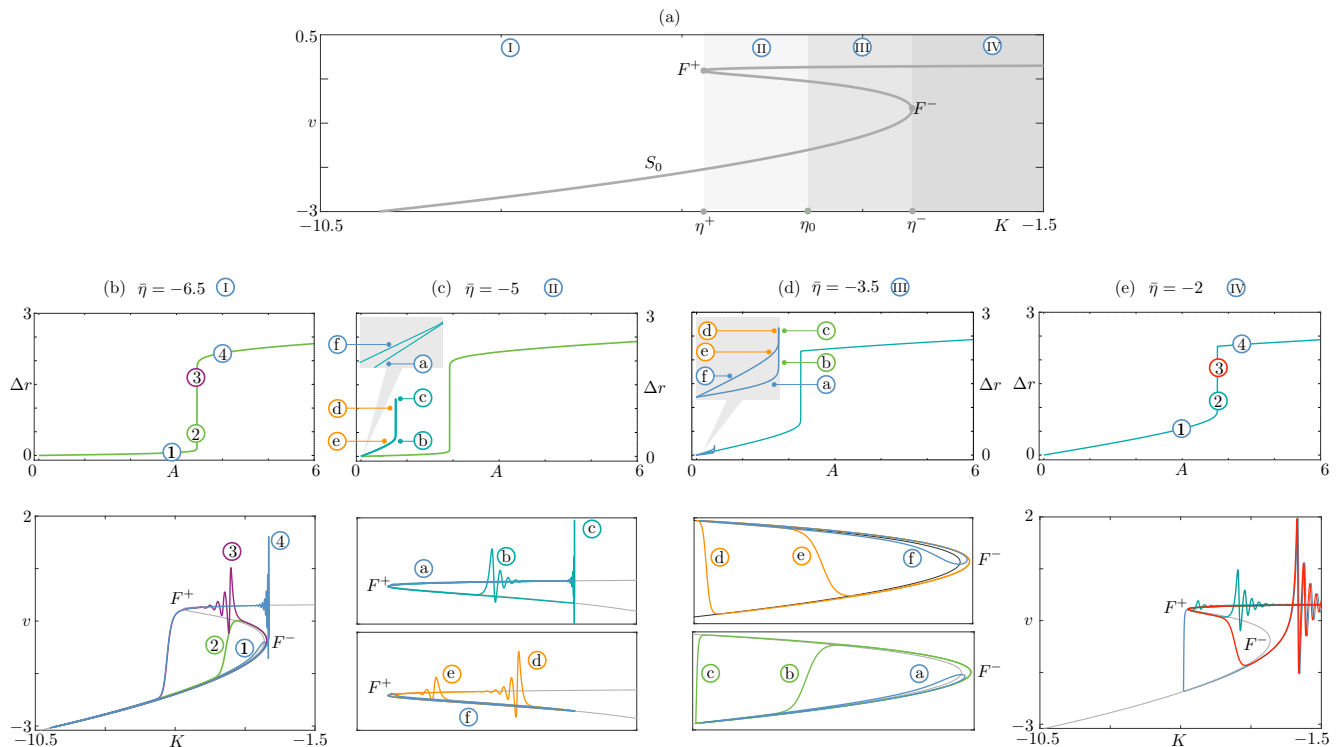 (a)
0.5
I
II
III
IV
F⁺
v
F⁻
S₀
−3
−10.5
η⁺
η₀
η⁻
K
−1.5
(b) η̄ = −6.5 I
(c) η̄ = −5 II
(d) η̄ = −3.5 III
(e) η̄ = −2 IV
3
Δr
0
0
A
6
1
2
3
4
3
Δr
0
0
A
6
f
a
d
c
e
b
3
Δr
0
0
A
6
d
c
e
b
f
a
3
Δr
0
0
A
6
1
2
3
4
2
v
−3
−10.5
K
−1.5
F⁺
F⁻
1
2
3
4
a
b
c
F⁺
e
d
F⁺
f
d
e
f
F⁻
c
b
a
F⁻
2
v
−3
−10.5
K
−1.5
F⁺
F⁻